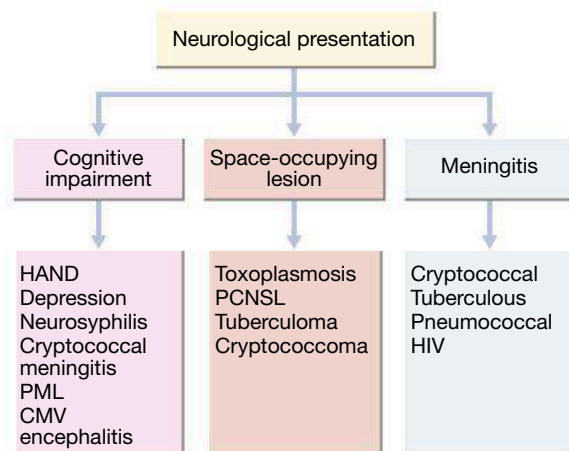 Neurological presentation
Cognitive
impairment
Space-occupying
lesion
Meningitis
HAND
Depression
Neurosyphilis
Cryptococcal
meningitis
PML
CMV
encephalitis
Toxoplasmosis
PCNSL
Tuberculoma
Cryptococcoma
Cryptococcal
Tuberculous
Pneumococcal
HIV